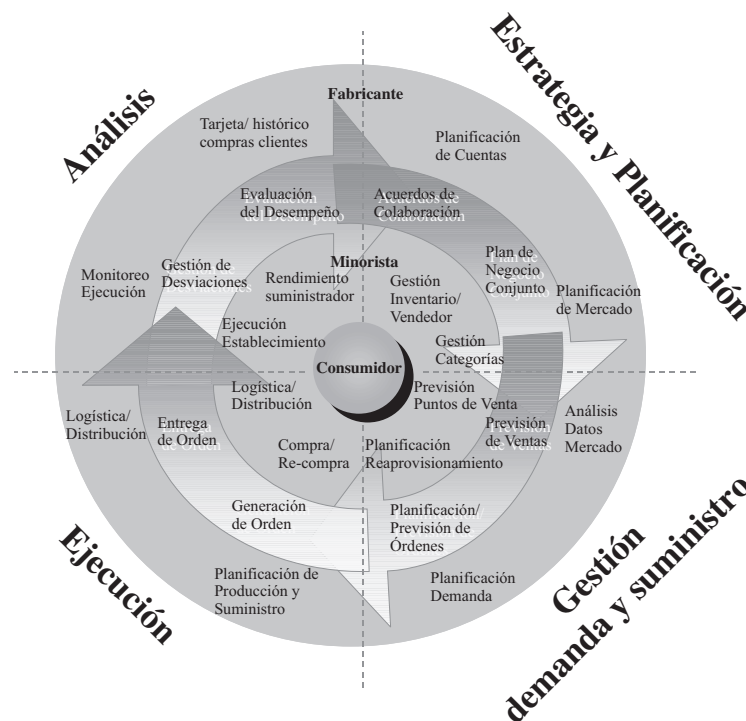 Estrategia y Planificación
Análisis
Fabricante
Tarjeta/ histórico
compras clientes
Planificación
de Cuentas
Evaluación
del Desempeño
Acuerdos de
Colaboración
Minorista
Monitoreo
Ejecución
Gestión de
Desviaciones
Rendimiento
suministrador
Gestión
Inventario/
Vendedor
Plan de
Negocio
Conjunto
Planificación
de Mercado
Ejecución
Establecimiento
Gestión
Categorías
Consumidor
Logística/
Distribución
Entrega
de Orden
Logística/
Distribución
Previsión
Puntos de Venta
Previsión
de Ventas
Análisis
Datos
Mercado
Compra/
Re-compra
Planificación
Reaprovisionamiento
Generación
de Orden
Planificación/
Previsión de
Órdenes
Planificación de
Producción y
Suministro
Planificación
Demanda
Ejecución
Gestión
demanda y suministro